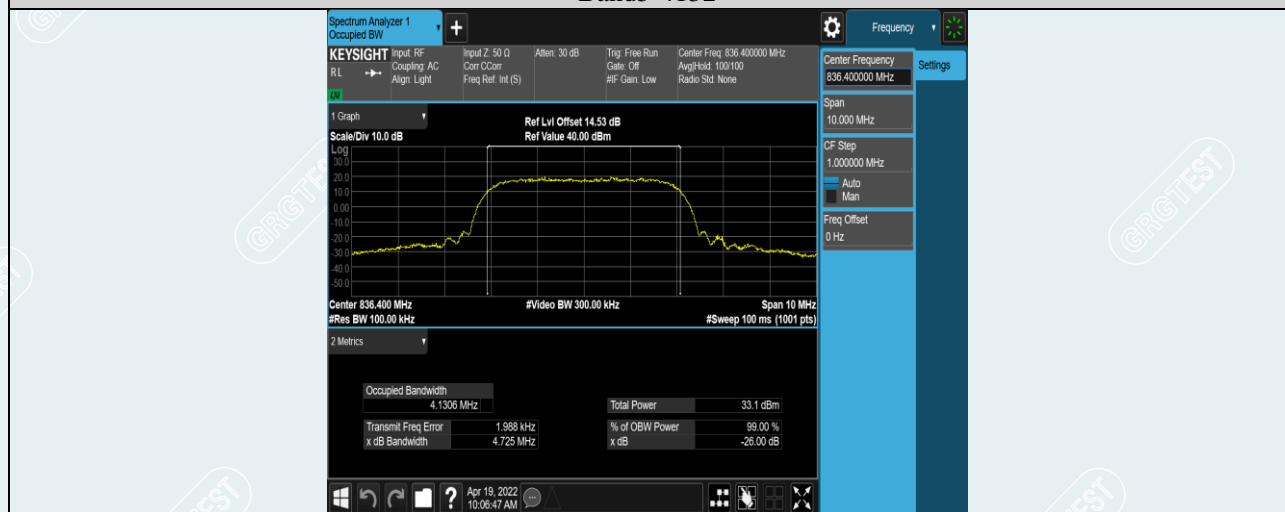 Spectrum Analyzer 1
Occupied BW
+
Frequency
KEYSIGHT
R L
LXI
Input: RF
Coupling: AC
Align: Light
Input Z: 50 Ω
Corr CCorr
Freq Ref: Int (S)
Atten: 30 dB
Trig: Free Run
Gate: Off
#IF Gain: Low
Center Freq: 836.400000 MHz
Avg|Hold: 100/100
Radio Std: None
Center Frequency
836.400000 MHz
Settings
Span
10.000 MHz
CF Step
1.000000 MHz
Auto
Man
Freq Offset
0 Hz
1 Graph
Scale/Div 10.0 dB
Ref Lvl Offset 14.53 dB
Ref Value 40.00 dBm
Log
30.0
20.0
10.0
0.00
-10.0
-20.0
-30.0
-40.0
-50.0
Center 836.400 MHz
#Video BW 300.00 kHz
Span 10 MHz
#Res BW 100.00 kHz
#Sweep 100 ms (1001 pts)
2 Metrics
Occupied Bandwidth
4.1306 MHz
Total Power 33.1 dBm
Transmit Freq Error 1.988 kHz
% of OBW Power 99.00 %
x dB Bandwidth 4.725 MHz
x dB -26.00 dB
?
Apr 19, 2022
10:06:47 AM
GRGTEST
GRGTEST
GRGTEST
GRGTEST
GRGTEST